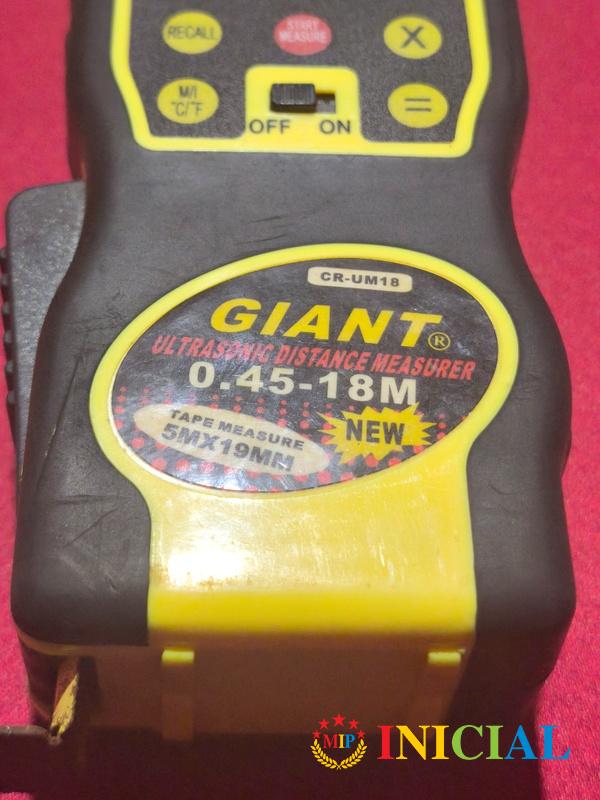 RECALL
START
MEASURE
X
M/I
°C/°F
=
OFF ON
CR-UM18
GIANT®
ULTRASONIC DISTANCE MEASURER
0.45-18M
TAPE MEASURE
5MX19MM
NEW
MIP
INICIAL